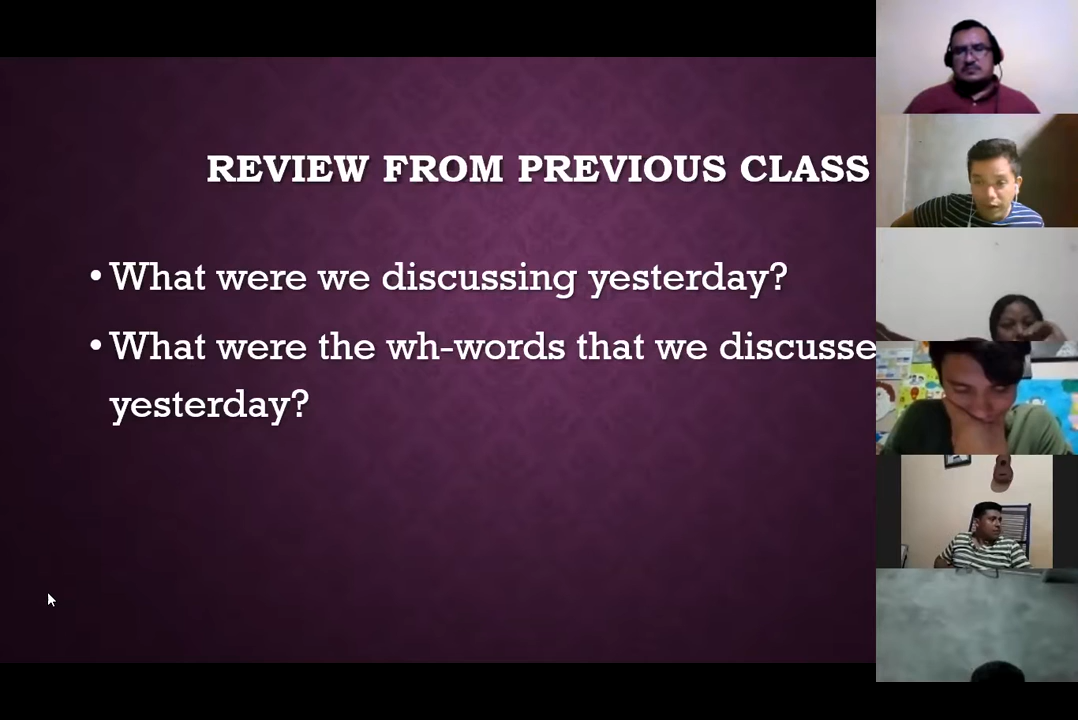 REVIEW FROM PREVIOUS CLASS
• What were we discussing yesterday?
• What were the wh-words that we discusse
yesterday?